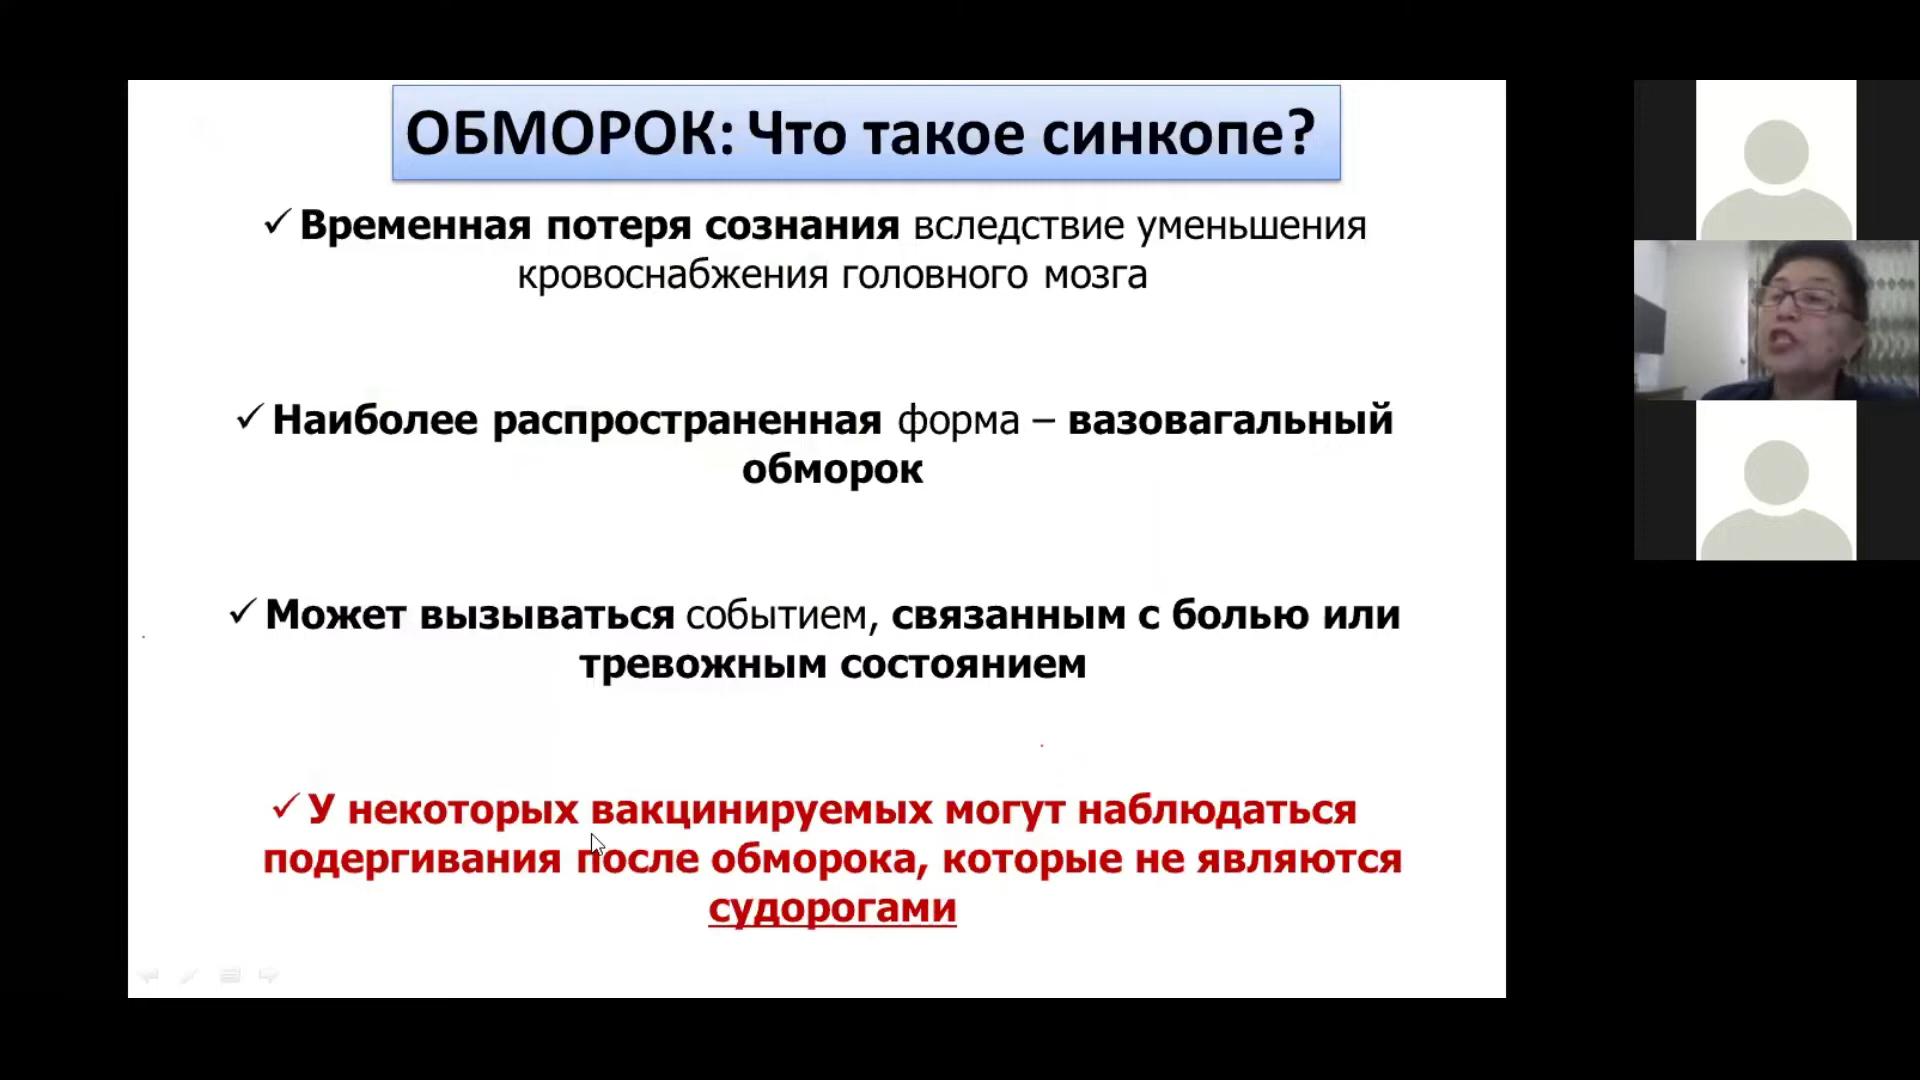 ОБМОРОК: Что такое синкопе?
✓ Временная потеря сознания вследствие уменьшения
кровоснабжения головного мозга
✓ Наиболее распространенная форма – вазовагальный
обморок
✓ Может вызываться событием, связанным с болью или
тревожным состоянием
✓ У некоторых вакцинируемых могут наблюдаться
подергивания после обморока, которые не являются
судорогами